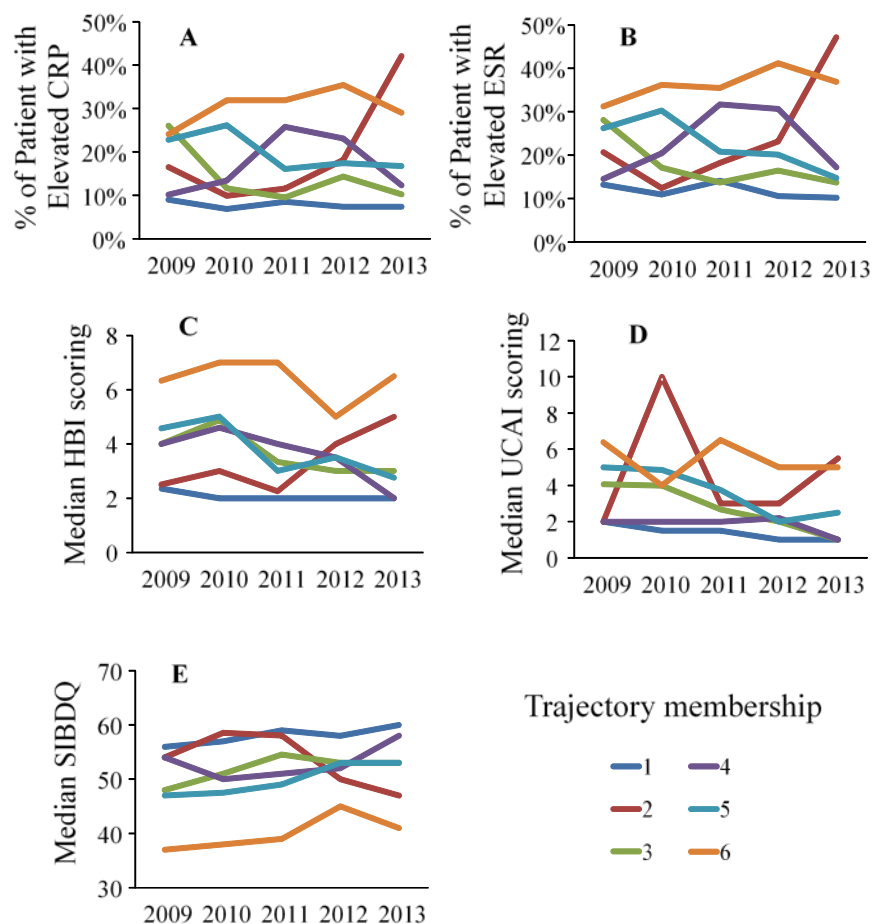 A
% of Patient with
Elevated CRP
50%
40%
30%
20%
10%
0%
2009 2010 2011 2012 2013
B
% of Patient with
Elevated ESR
50%
40%
30%
20%
10%
0%
2009 2010 2011 2012 2013
C
Median HBI scoring
8
6
4
2
0
2009 2010 2011 2012 2013
D
Median UCAI scoring
12
10
8
6
4
2
0
2009 2010 2011 2012 2013
E
Median SIBDQ
70
60
50
40
30
2009 2010 2011 2012 2013
Trajectory membership
1 4
2 5
3 6